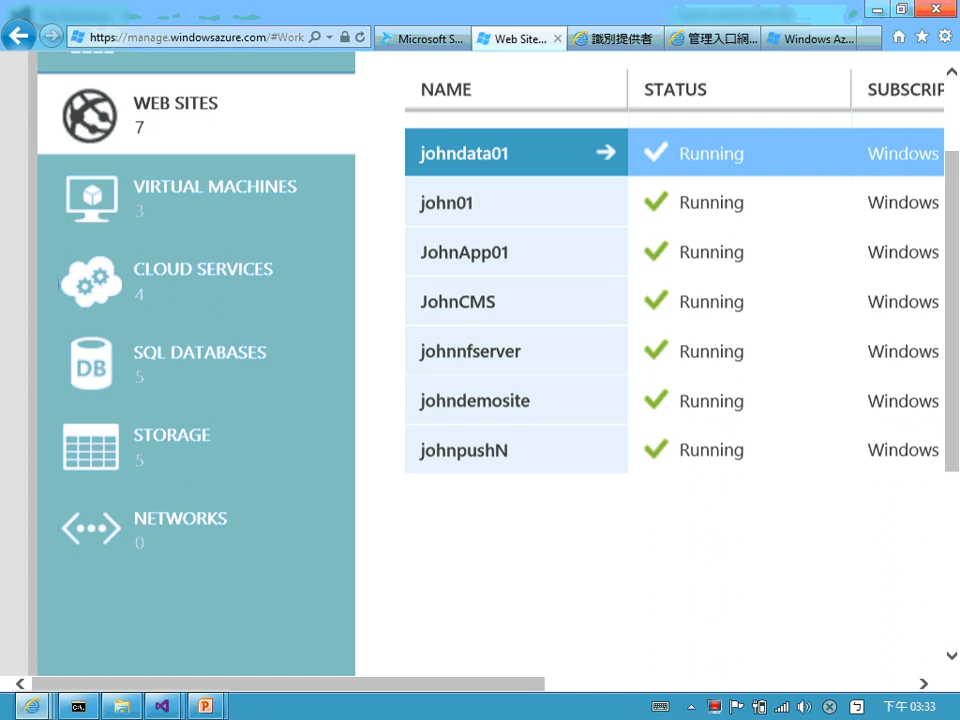 https://manage.windowsazure.com/#Work
Microsoft S...
Web Site...
識別提供者
管理入口網...
Windows Az...
WEB SITES
7
VIRTUAL MACHINES
3
CLOUD SERVICES
4
DB
SQL DATABASES
5
STORAGE
5
NETWORKS
0
NAME STATUS SUBSCRIP
johndata01 Running Windows
john01 Running Windows
JohnApp01 Running Windows
JohnCMS Running Windows
johnnfserver Running Windows
johndemosite Running Windows
johnpushN Running Windows
下午 03:33